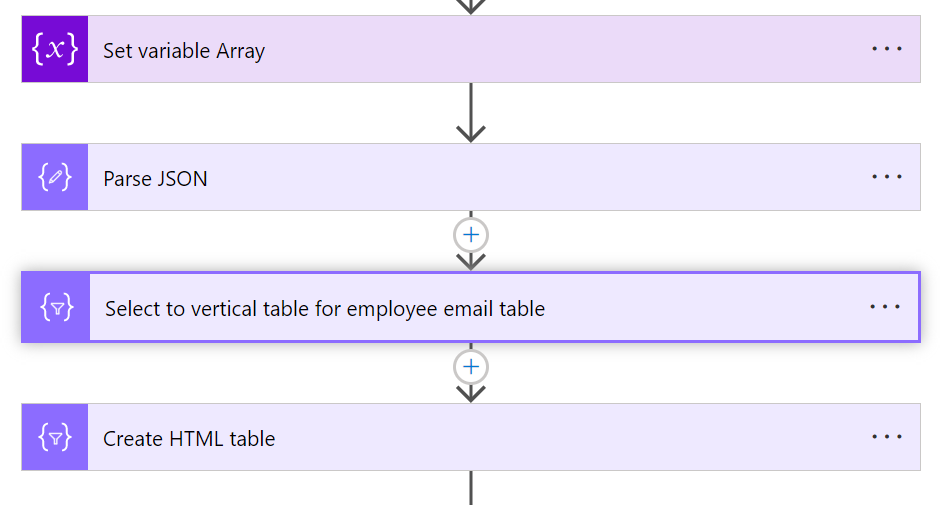 {x} Set variable Array ...
Parse JSON ...
Select to vertical table for employee email table ...
Create HTML table ...